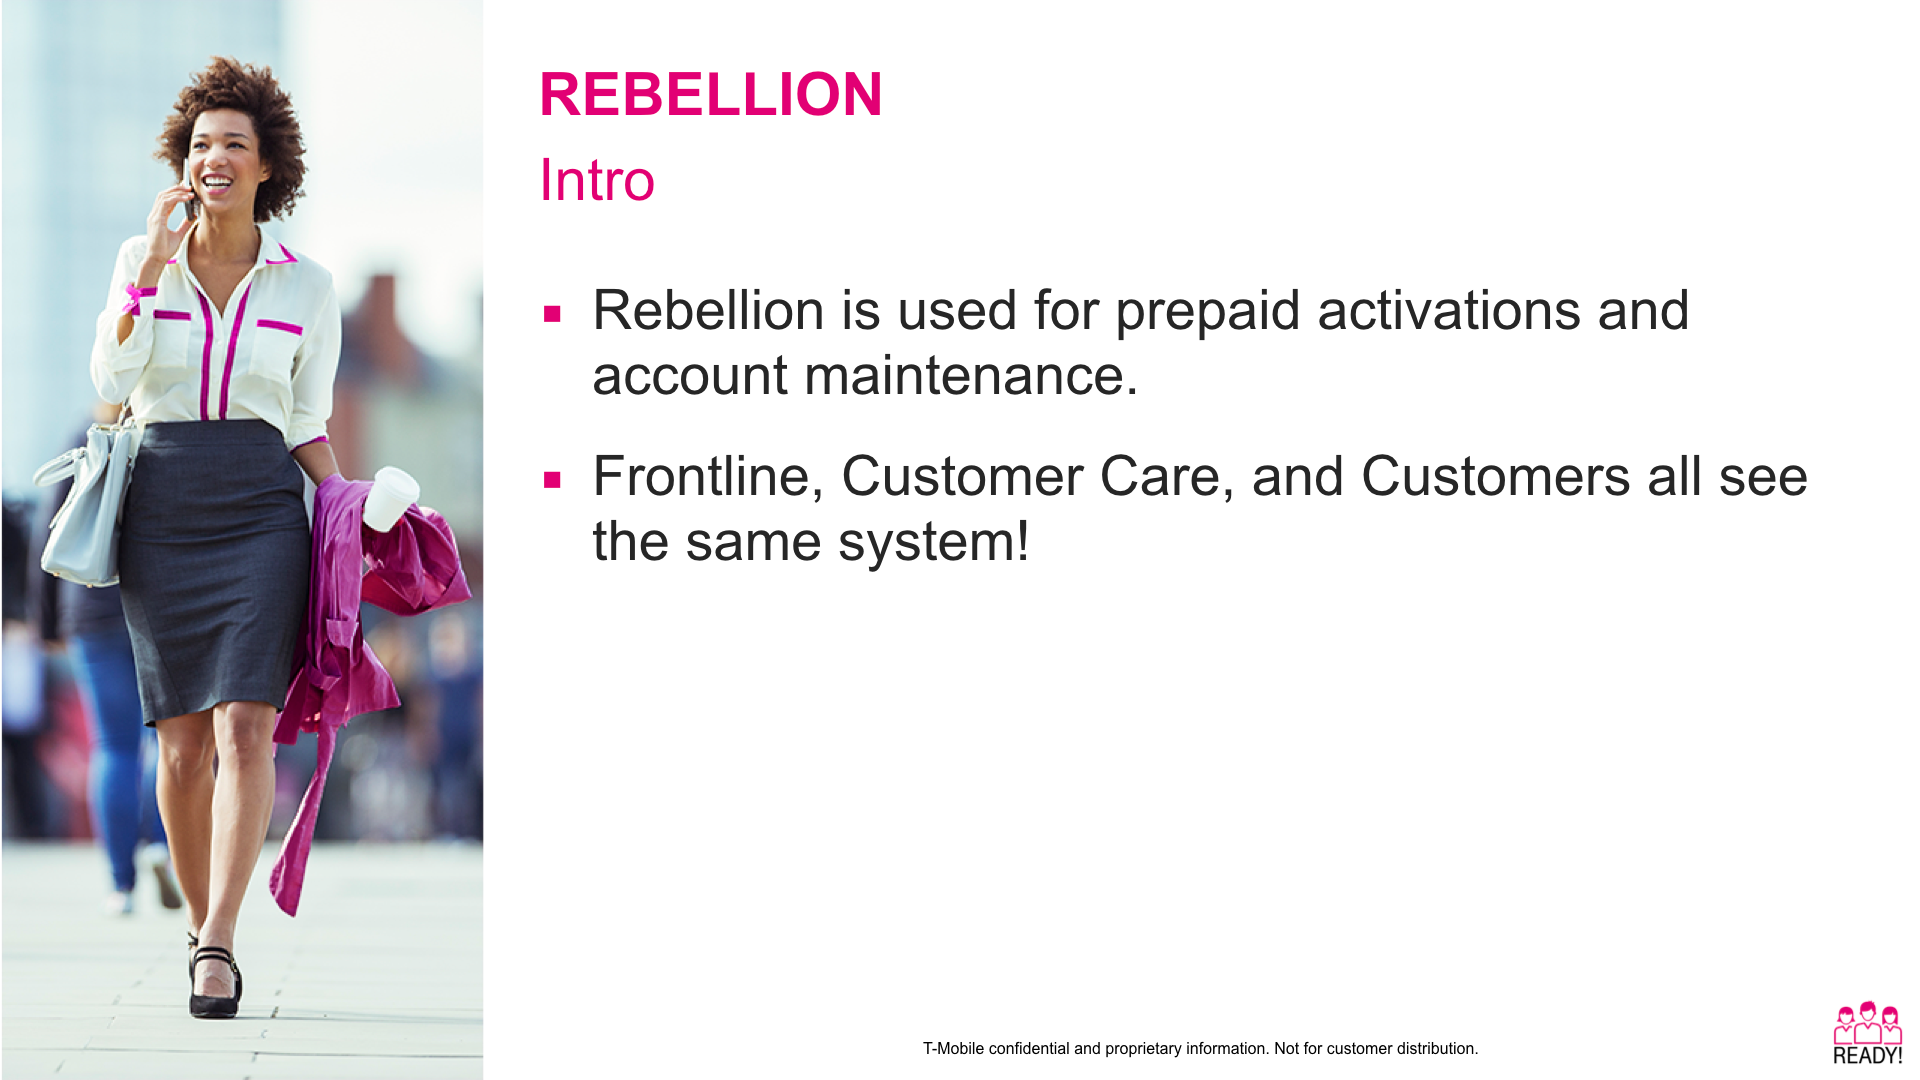 REBELLION
Intro
▪ Rebellion is used for prepaid activations and
account maintenance.
▪ Frontline, Customer Care, and Customers all see
the same system!
T-Mobile confidential and proprietary information. Not for customer distribution.
READY!